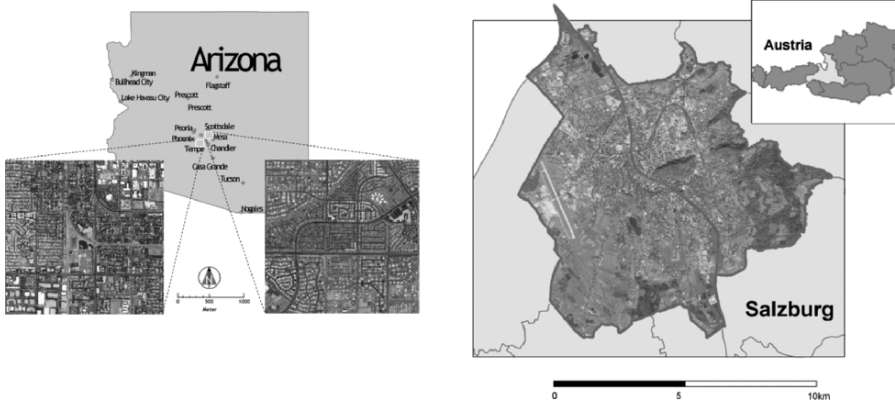 Arizona
Kingman
Bullhead City
Flagstaff
Lake Havasu City
Prescott
Prescott
Peoria
Scottsdale
Phoenix
Mesa
Tempe
Chandler
Casa Grande
Tucson
Nogales
0
500
1000
Meter
Austria
Salzburg
0
5
10km